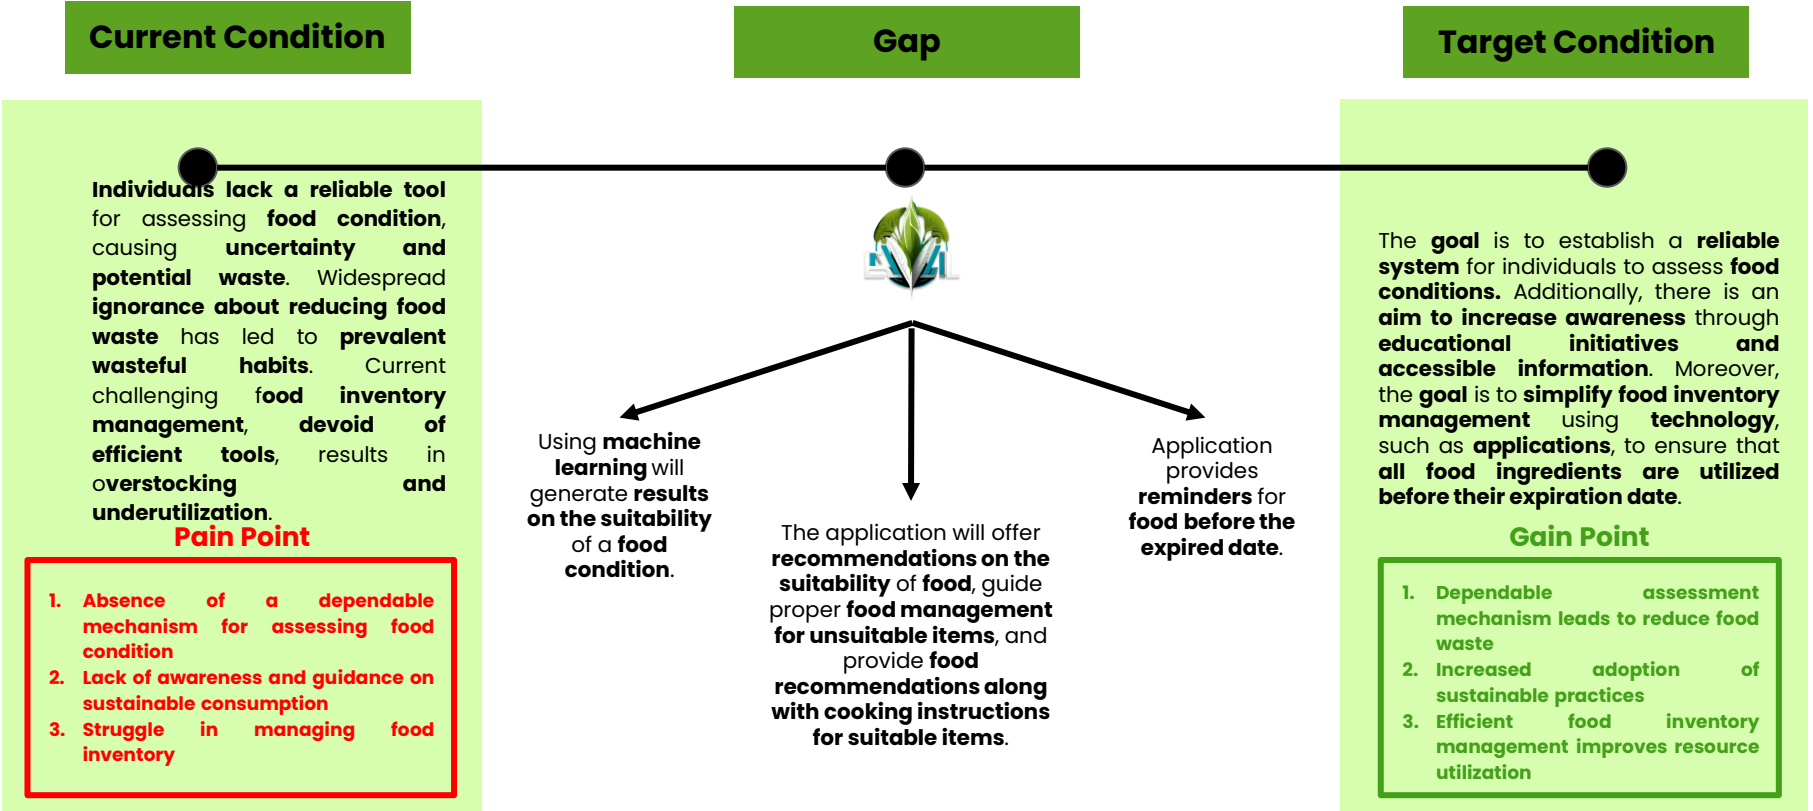 Current Condition
Gap
Target Condition
Individuals lack a reliable tool
for assessing food condition,
causing uncertainty and
potential waste. Widespread
ignorance about reducing food
waste has led to prevalent
wasteful habits. Current
challenging food inventory
management, devoid of
efficient tools, results in
overstocking and
underutilization.
Pain Point
1. Absence of a dependable
mechanism for assessing food
condition
2. Lack of awareness and guidance on
sustainable consumption
3. Struggle in managing food
inventory
Using machine
learning will
generate results
on the suitability
of a food
condition.
The application will offer
recommendations on the
suitability of food, guide
proper food management
for unsuitable items, and
provide food
recommendations along
with cooking instructions
for suitable items.
Application
provides
reminders for
food before the
expired date.
The goal is to establish a reliable
system for individuals to assess food
conditions. Additionally, there is an
aim to increase awareness through
educational initiatives and
accessible information. Moreover,
the goal is to simplify food inventory
management using technology,
such as applications, to ensure that
all food ingredients are utilized
before their expiration date.
Gain Point
1. Dependable assessment
mechanism leads to reduce food
waste
2. Increased adoption of
sustainable practices
3. Efficient food inventory
management improves resource
utilization